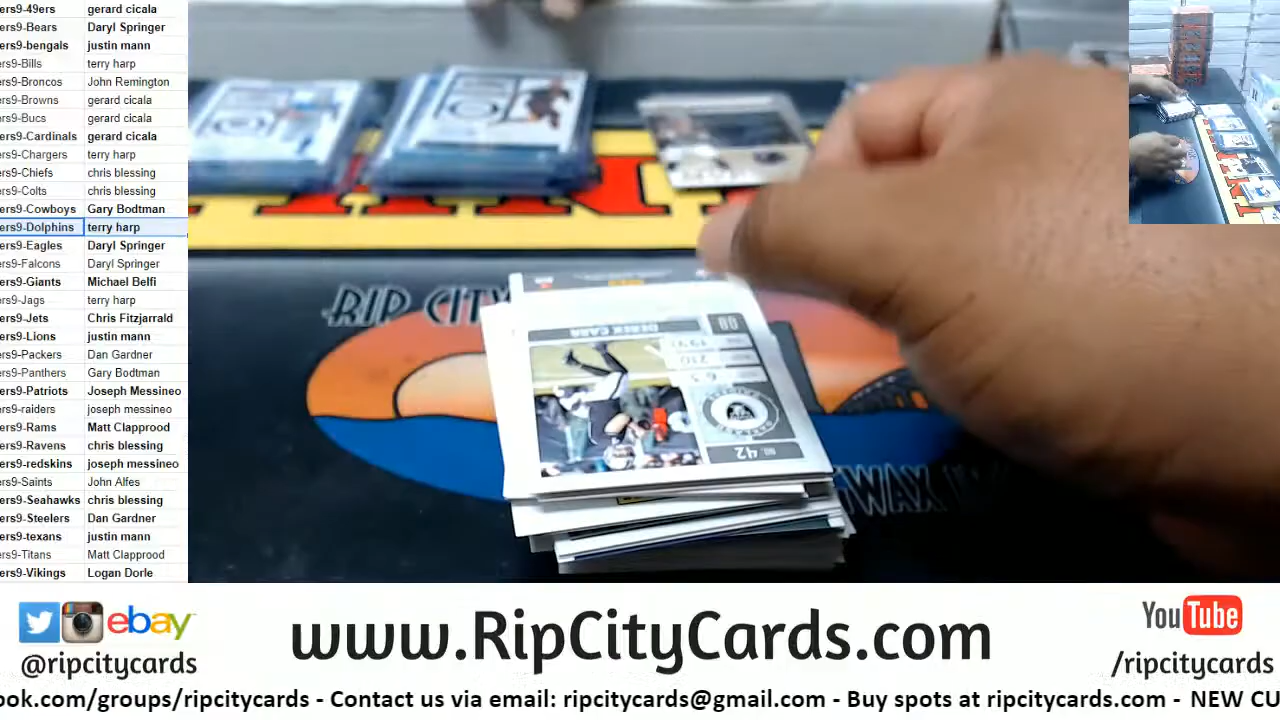 ers9-49ers gerard cicala
ers9-Bears Daryl Springer
ers9-bengals justin mann
ers9-Bills terry harp
ers9-Broncos John Remington
ers9-Browns gerard cicala
ers9-Bucs gerard cicala
ers9-Cardinals gerard cicala
ers9-Chargers terry harp
ers9-Chiefs chris blessing
ers9-Colts chris blessing
ers9-Cowboys Gary Bodtman
ers9-Dolphins terry harp
ers9-Eagles Daryl Springer
ers9-Falcons Daryl Springer
ers9-Giants Michael Belfi
ers9-Jags terry harp
ers9-Jets Chris Fitzjarrald
ers9-Lions justin mann
ers9-Packers Dan Gardner
ers9-Panthers Gary Bodtman
ers9-Patriots Joseph Messineo
ers9-raiders joseph messineo
ers9-Rams Matt Clapprood
ers9-Ravens chris blessing
ers9-redskins joseph messineo
ers9-Saints John Alfes
ers9-Seahawks chris blessing
ers9-Steelers Dan Gardner
ers9-texans justin mann
ers9-Titans Matt Clapprood
ers9-Vikings Logan Dorle
RIP CITY
DEREK CARR
NO. 42
ebay
@ripcitycards
www.RipCityCards.com
YouTube
/ripcitycards
ook.com/groups/ripcitycards - Contact us via email: ripcitycards@gmail.com - Buy spots at ripcitycards.com - NEW CU